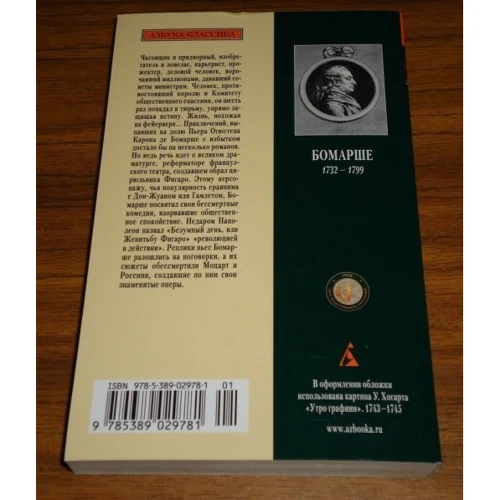 АЗБУКА-КЛАССИКА
Часовщик и придворный, изобре-
татель и ловелас, карьерист, про-
жектер, деловой человек, воро-
чавший миллионами, дававший со-
веты министрам. Человек, проти-
востоявший королю и Комитету
общественного спасения, он шесть
раз попадал в тюрьму, упрямо за-
щищая истину. Жизнь, похожая
на фейерверк... Приключений, вы-
павших на долю Пьера Огюстена
Карона де Бомарше с избытком
достало бы на несколько романов.
Но ведь речь идет о великом дра-
матурге, реформаторе французско-
го театра, создавшем образ ци-
рюльника Фигаро. Этому персо-
нажу, чья популярность сравнима
с Дон-Жуаном или Гамлетом, Бо-
марше посвятил свои бессмертные
комедии, взорвавшие обществен-
ное спокойствие. Недаром Напо-
леон назвал «Безумный день, или
Женитьбу Фигаро» «революцией
в действии». Реплики пьес Бомар-
ше разошлись на поговорки, а их
сюжеты обессмертили Моцарт и
Россини, создавшие по ним свои
знаменитые оперы.
ISBN 978-5-389-02978-1
01
9 785389 029781
БОМАРШЕ
1732 – 1799
В оформлении обложки
использована картина У. Хогарта
«Утро графини». 1743–1745
www.azbooka.ru